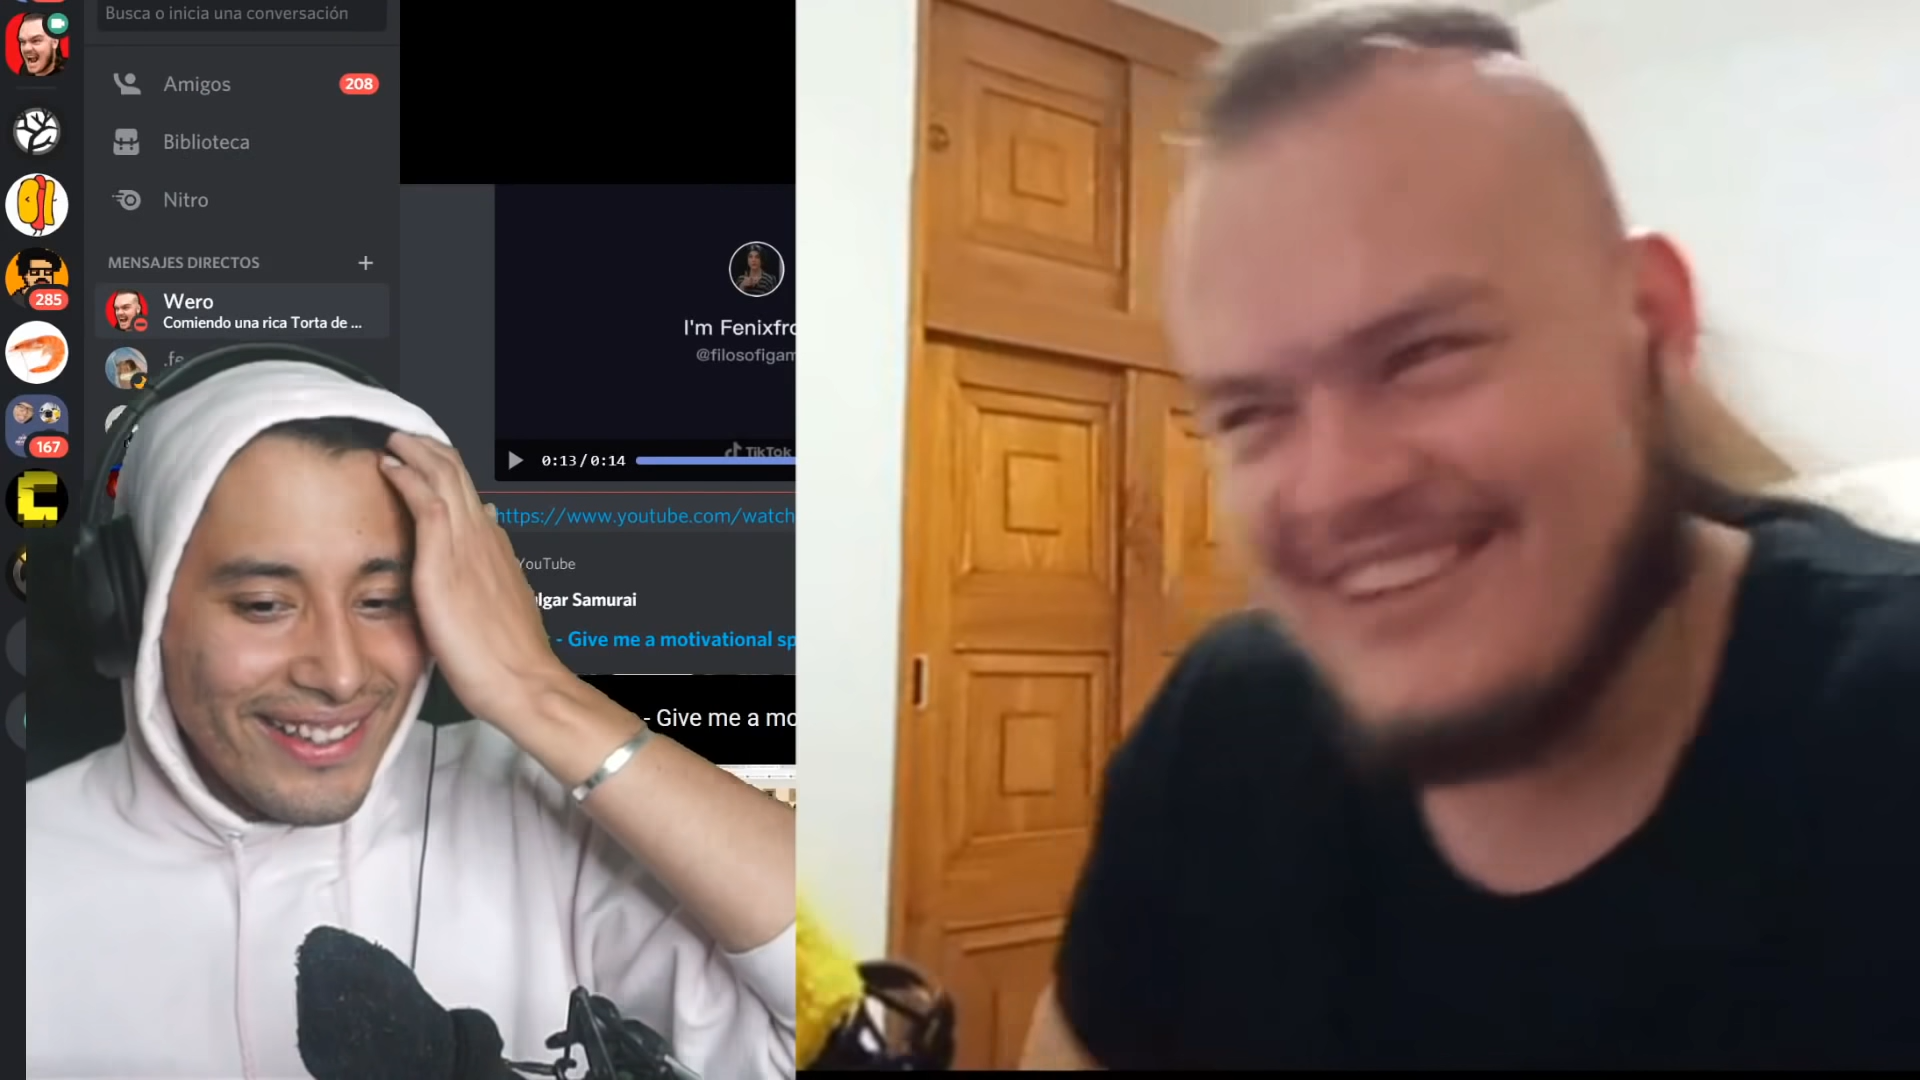 Busca o inicia una conversación
Amigos
208
Biblioteca
Nitro
MENSAJES DIRECTOS
Wero
Comiendo una rica Torta de ...
.fe
285
167
I'm Fenixfro
@filosofigam
TikTok
0:13/0:14
https://www.youtube.com/watch
YouTube
lgar Samurai
- Give me a motivational sp
- Give me a mo